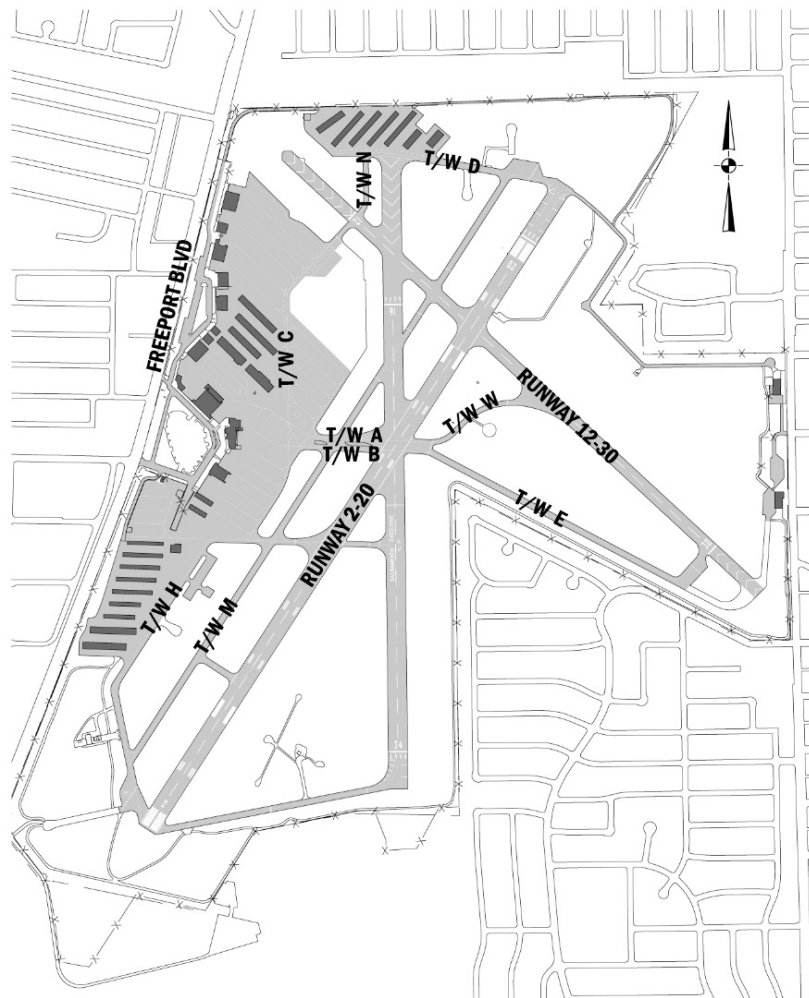 T/W N
T/W D
FREEPORT BLVD
T/W C
T/W W
RUNWAY 12-30
T/W A
T/W B
RUNWAY 2-20
T/W E
T/W H
T/W M